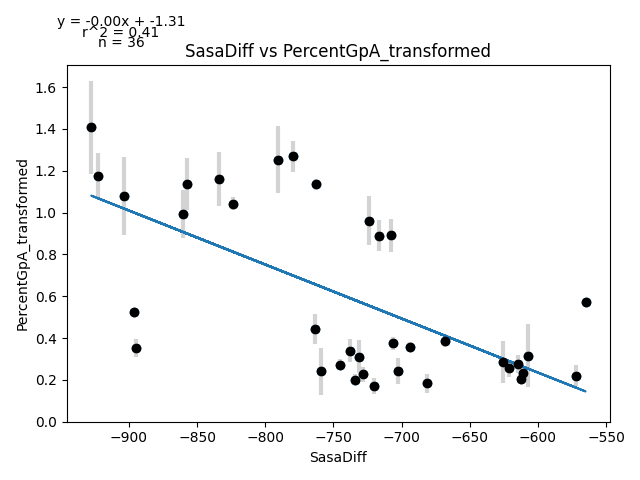 y = -0.00x + -1.31
r^2 = 0.41
n = 36
SasaDiff vs PercentGpA_transformed
PercentGpA_transformed
1.6
1.4
1.2
1.0
0.8
0.6
0.4
0.2
0.0
−900
−850
−800
−750
−700
−650
−600
−550
SasaDiff